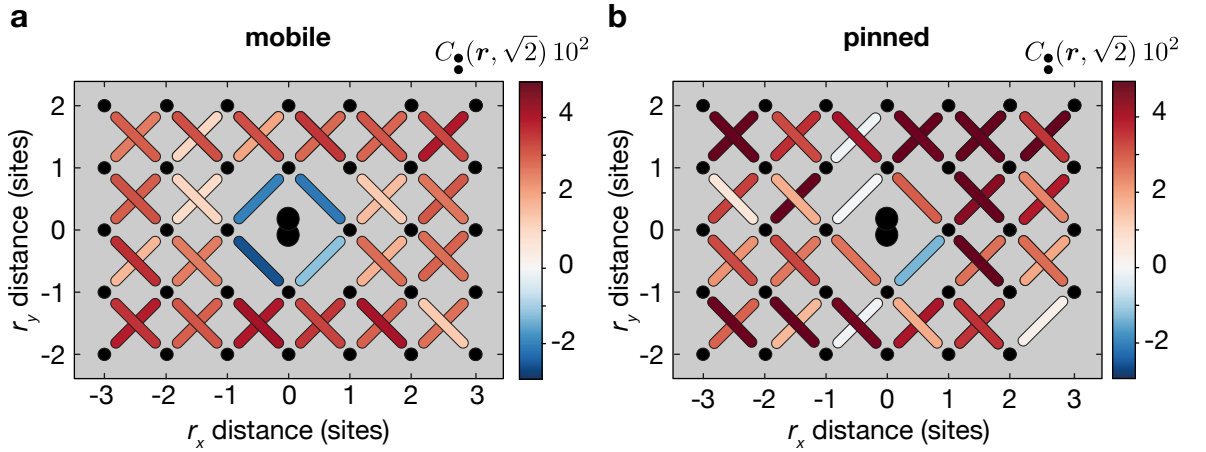 a
mobile
C●●(r, √2) 10²
2
1
0
-1
-2
r_y distance (sites)
-3 -2 -1 0 1 2 3
r_x distance (sites)
4
2
0
-2
b
pinned
C●●(r, √2) 10²
2
1
0
-1
-2
r_y distance (sites)
-3 -2 -1 0 1 2 3
r_x distance (sites)
4
2
0
-2